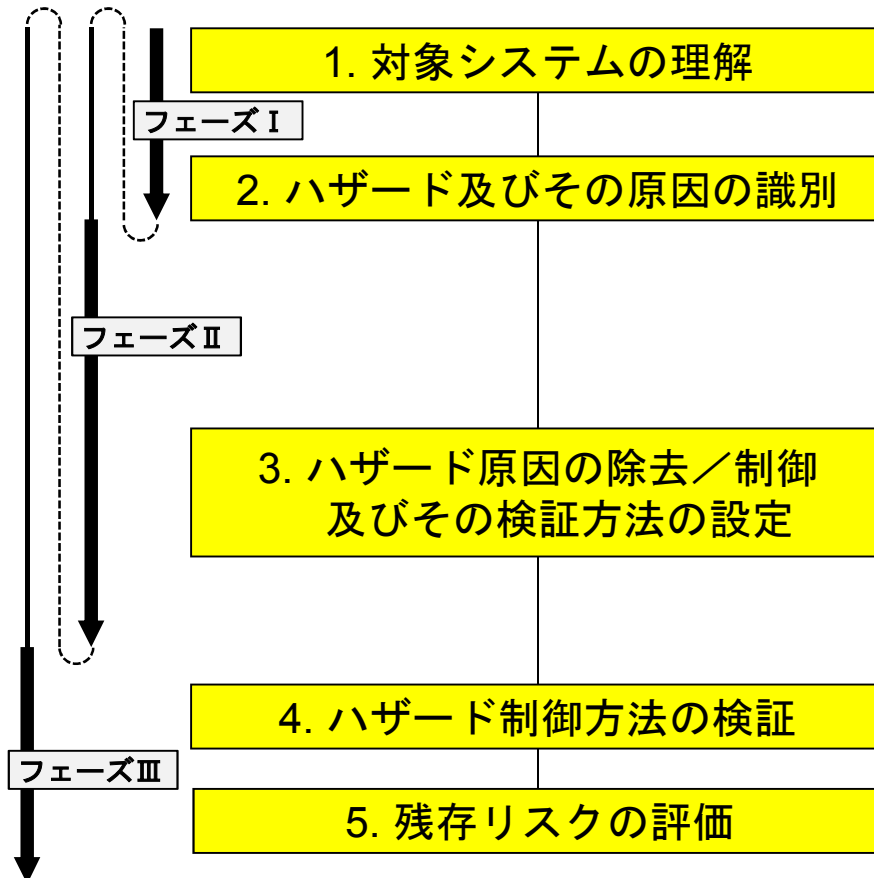 1. 対象システムの理解
フェーズⅠ
2. ハザード及びその原因の識別
フェーズⅡ
3. ハザード原因の除去／制御
及びその検証方法の設定
4. ハザード制御方法の検証
フェーズⅢ
5. 残存リスクの評価